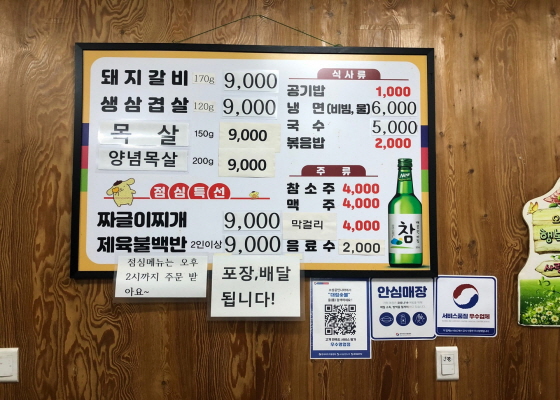 돼지갈비 170g 9,000
생삼겹살 120g 9,000
목살 150g 9,000
양념목살 200g 9,000
점심특선
짜글이찌개 9,000
제육불백반 2인이상 9,000
점심메뉴는 오후
2시까지 주문 받
아요~
포장,배달
됩니다!
식사류
공기밥 1,000
냉면 (비빔, 물) 6,000
국수 5,000
볶음밥 2,000
주류
참소주 4,000
맥주 4,000
막걸리 4,000
음료수 2,000
참
안심매장
서비스품질 우수업체